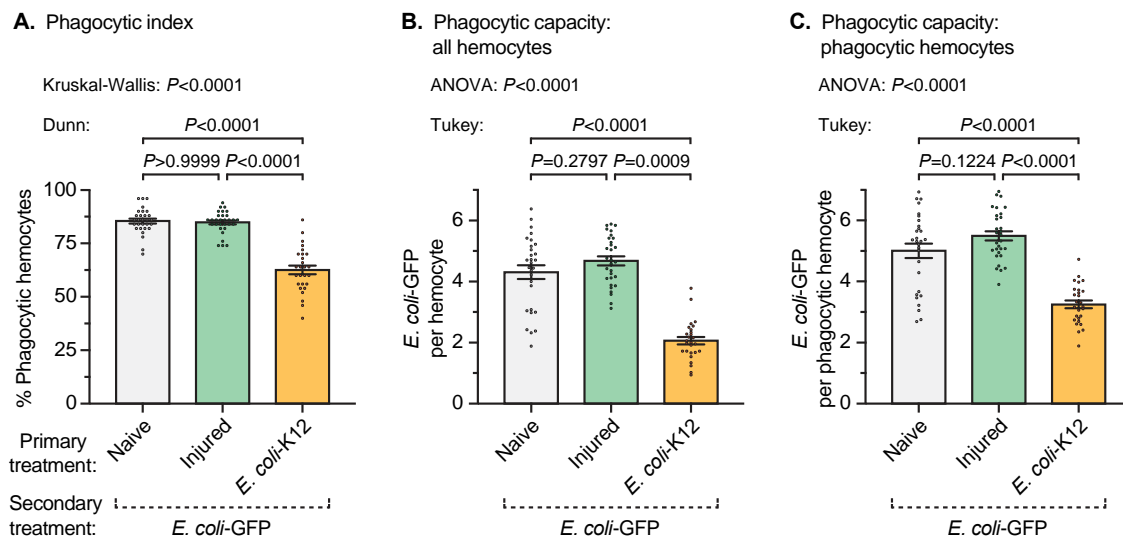 A. Phagocytic index
Kruskal-Wallis: P<0.0001
Dunn:
P<0.0001
P>0.9999 P<0.0001
% Phagocytic hemocytes
100
75
50
25
0
Primary treatment:
Naive
Injured
E. coli-K12
Secondary treatment:
E. coli-GFP
B. Phagocytic capacity:
all hemocytes
ANOVA: P<0.0001
Tukey:
P<0.0001
P=0.2797 P=0.0009
E. coli-GFP
per hemocyte
6
4
2
0
Naive
Injured
E. coli-K12
E. coli-GFP
C. Phagocytic capacity:
phagocytic hemocytes
ANOVA: P<0.0001
Tukey:
P<0.0001
P=0.1224 P<0.0001
E. coli-GFP
per phagocytic hemocyte
6
4
2
0
Naive
Injured
E. coli-K12
E. coli-GFP